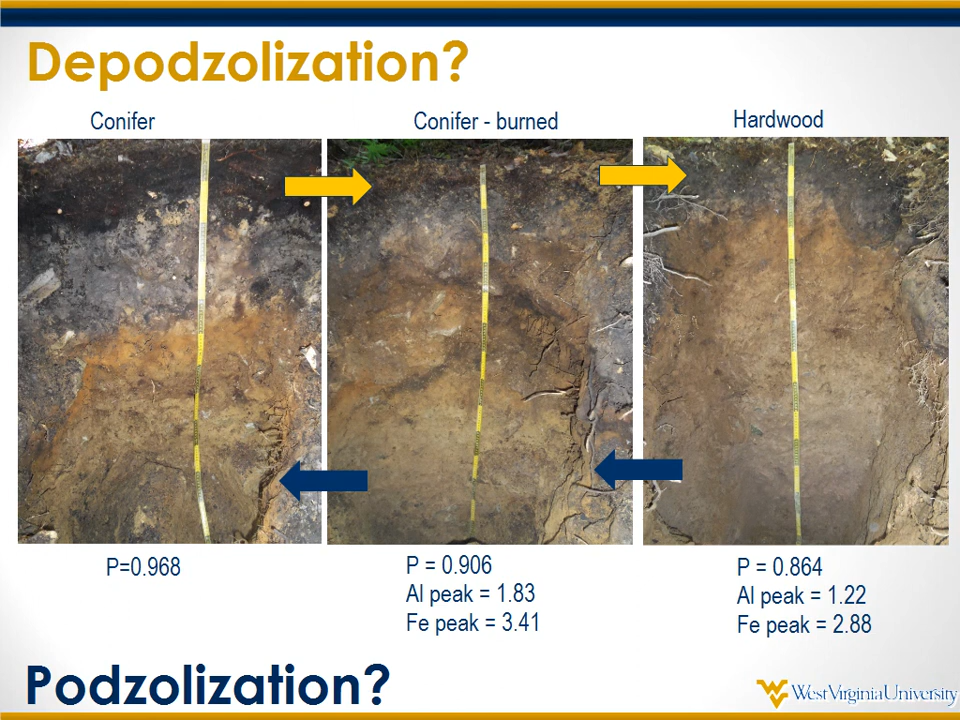 Depodzolization?
Conifer
Conifer - burned
Hardwood
P=0.968
P = 0.906
Al peak = 1.83
Fe peak = 3.41
P = 0.864
Al peak = 1.22
Fe peak = 2.88
Podzolization?
WestVirginiaUniversity